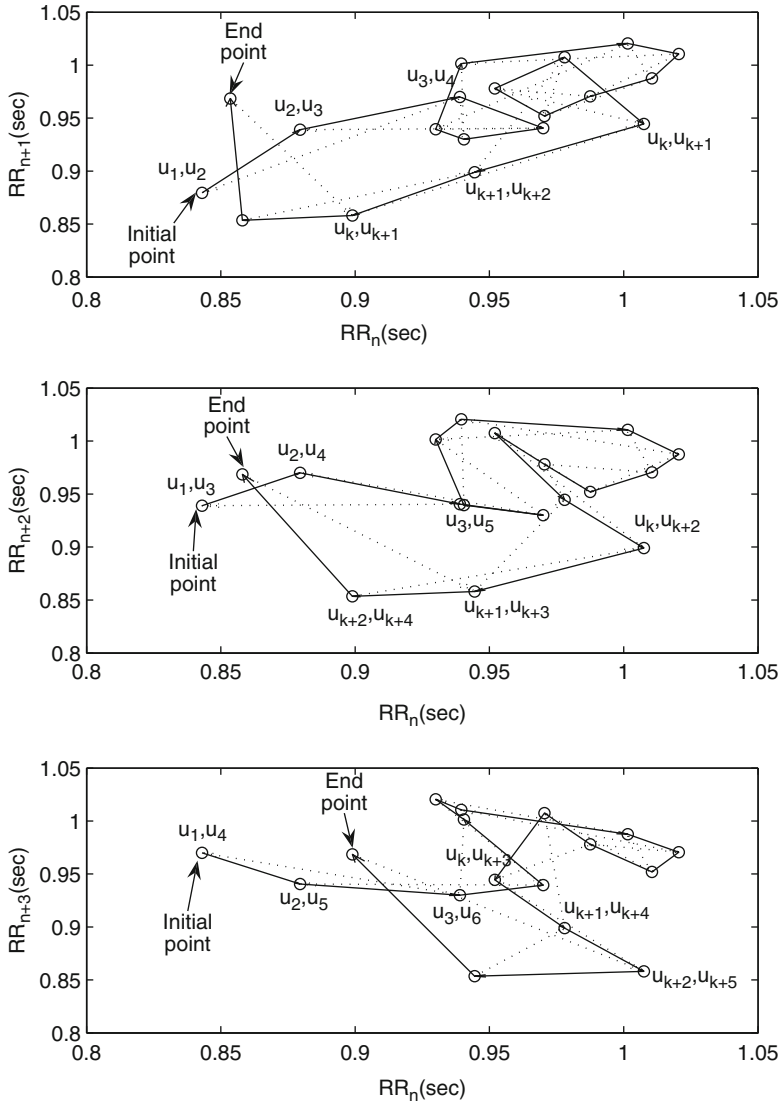 1.05
1
0.95
0.9
0.85
0.8
RRn+1(sec)
End
point
u2,u3
u3,u4
u1,u2
uk,uk+1
uk+1,uk+2
Initial
point
uk,uk+1
0.8 0.85 0.9 0.95 1 1.05
RRn(sec)
1.05
1
0.95
0.9
0.85
0.8
RRn+2(sec)
End
point
u2,u4
u1,u3
u3,u5
uk,uk+2
Initial
point
uk+2,uk+4
uk+1,uk+3
0.8 0.85 0.9 0.95 1 1.05
RRn(sec)
1.05
1
0.95
0.9
0.85
0.8
RRn+3(sec)
End
point
u1,u4
uk,uk+3
u2,u5
u3,u6
uk+1,uk+4
Initial
point
uk+2,uk+5
0.8 0.85 0.9 0.95 1 1.05
RRn(sec)